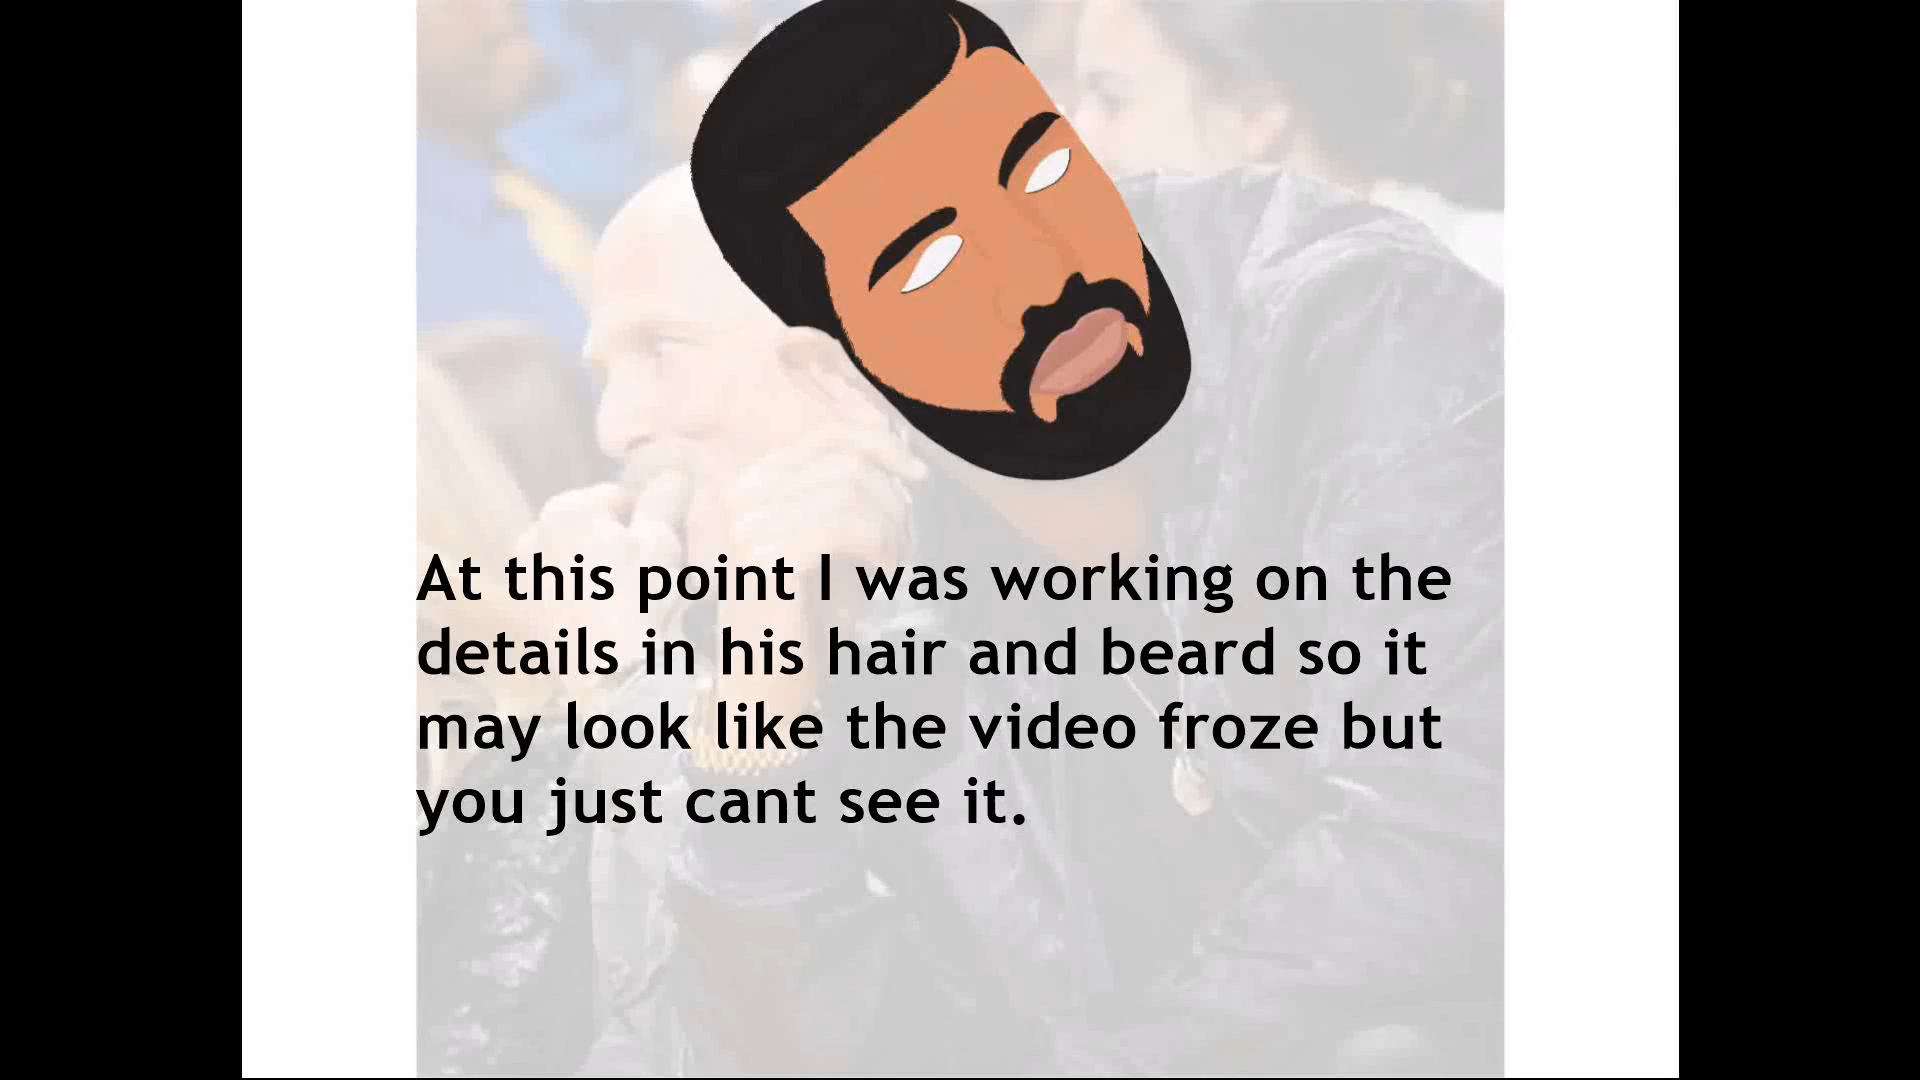 At this point I was working on the
details in his hair and beard so it
may look like the video froze but
you just cant see it.